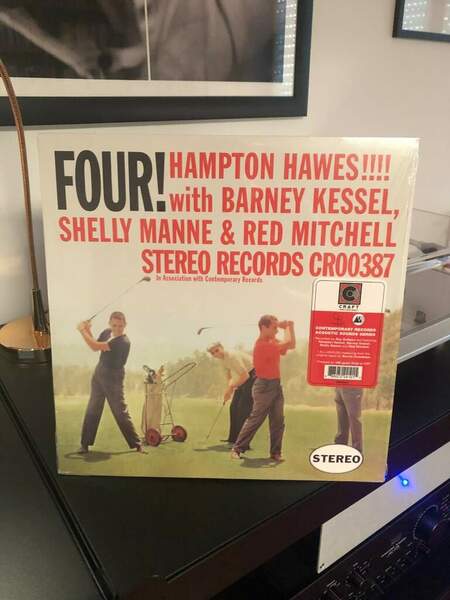 FOUR! HAMPTON HAWES!!!!
with BARNEY KESSEL,
SHELLY MANNE & RED MITCHELL
STEREO RECORDS CR00387
In Association with Contemporary Records
C
CRAFT
CONTEMPORARY RECORDS
ACOUSTIC SOUNDS SERIES
STEREO